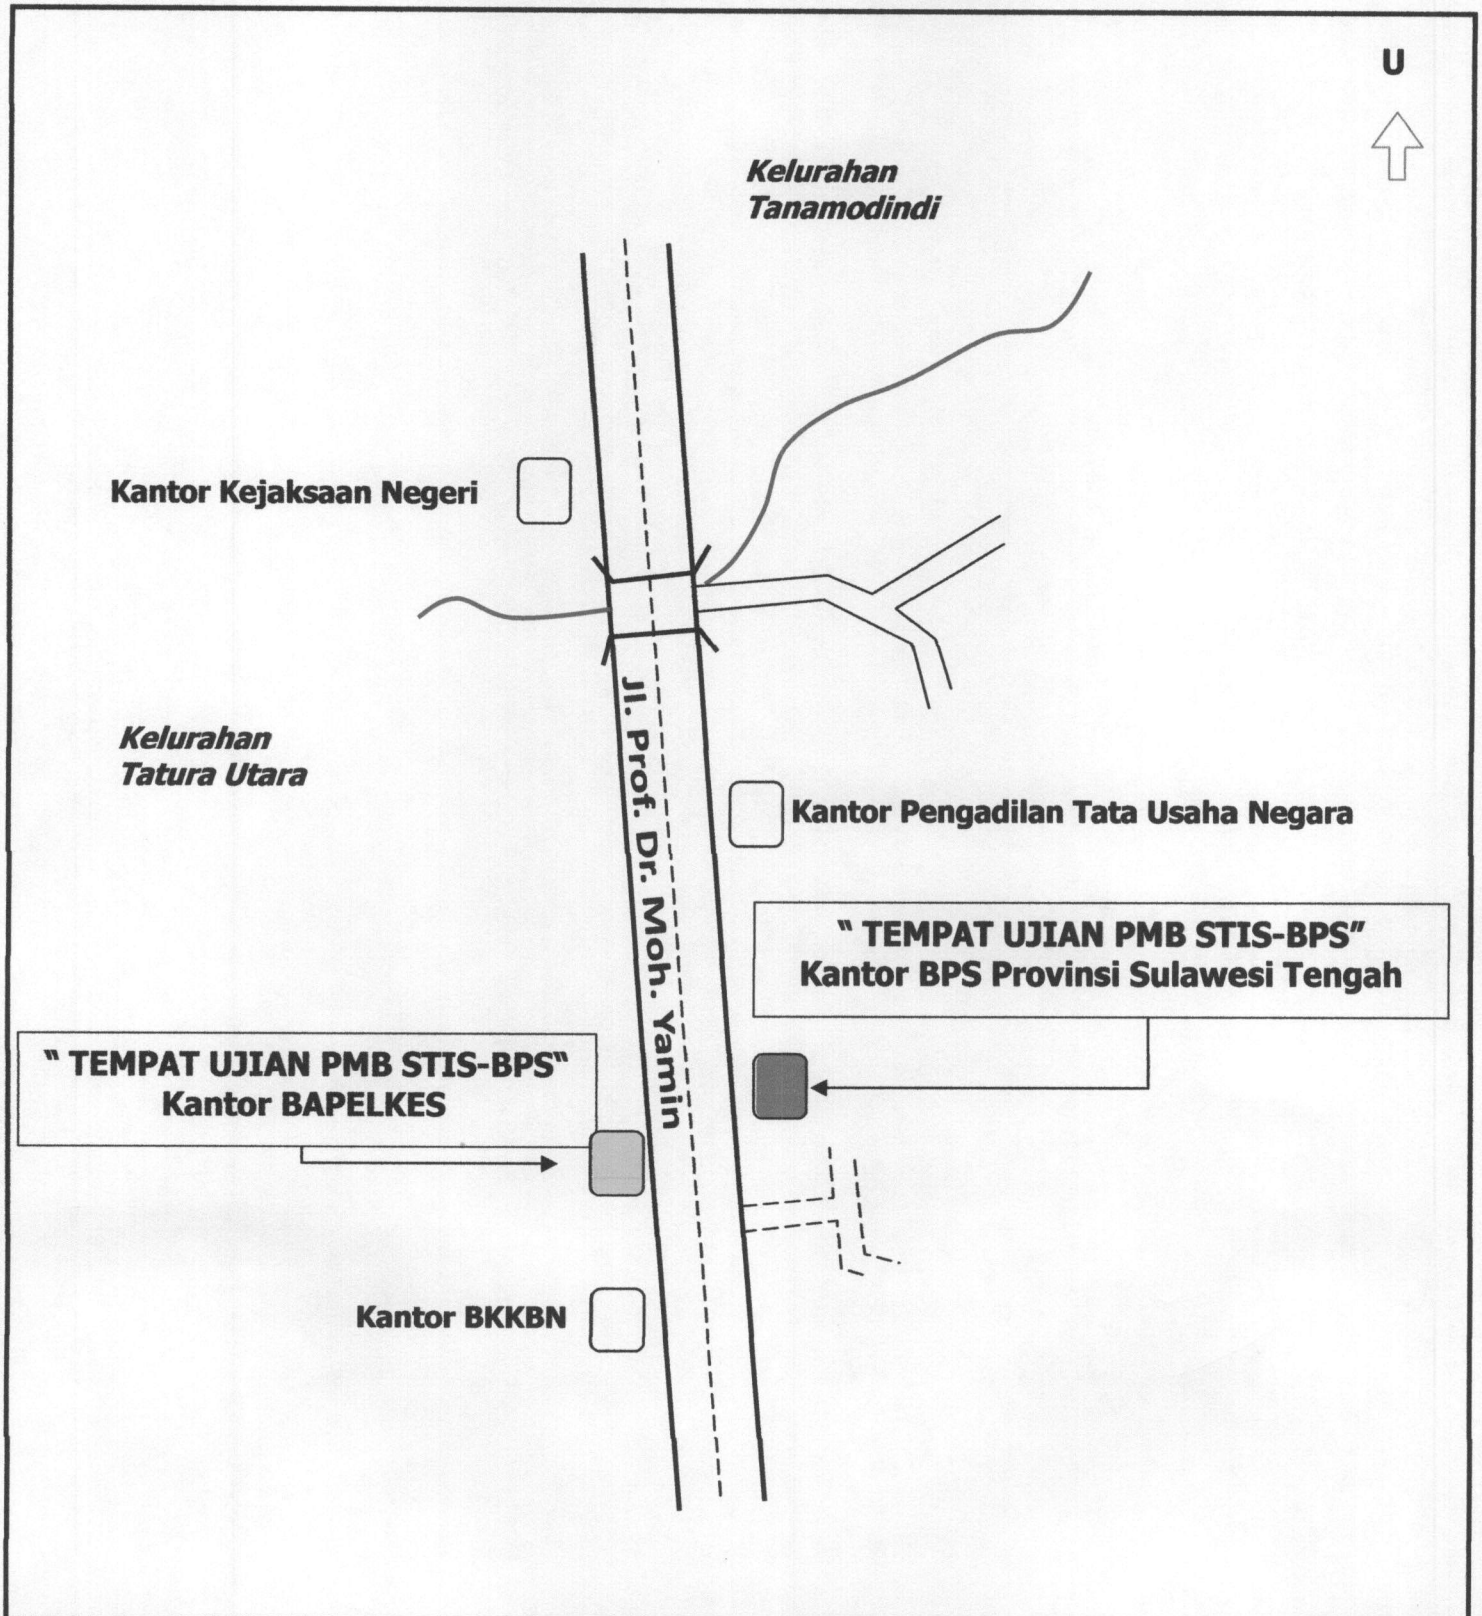 U
Kelurahan
Tanamodindi
Kantor Kejaksaan Negeri
Kelurahan
Tatura Utara
Jl. Prof. Dr. Moh. Yamin
Kantor Pengadilan Tata Usaha Negara
“ TEMPAT UJIAN PMB STIS-BPS”
Kantor BPS Provinsi Sulawesi Tengah
“ TEMPAT UJIAN PMB STIS-BPS“
Kantor BAPELKES
Kantor BKKBN